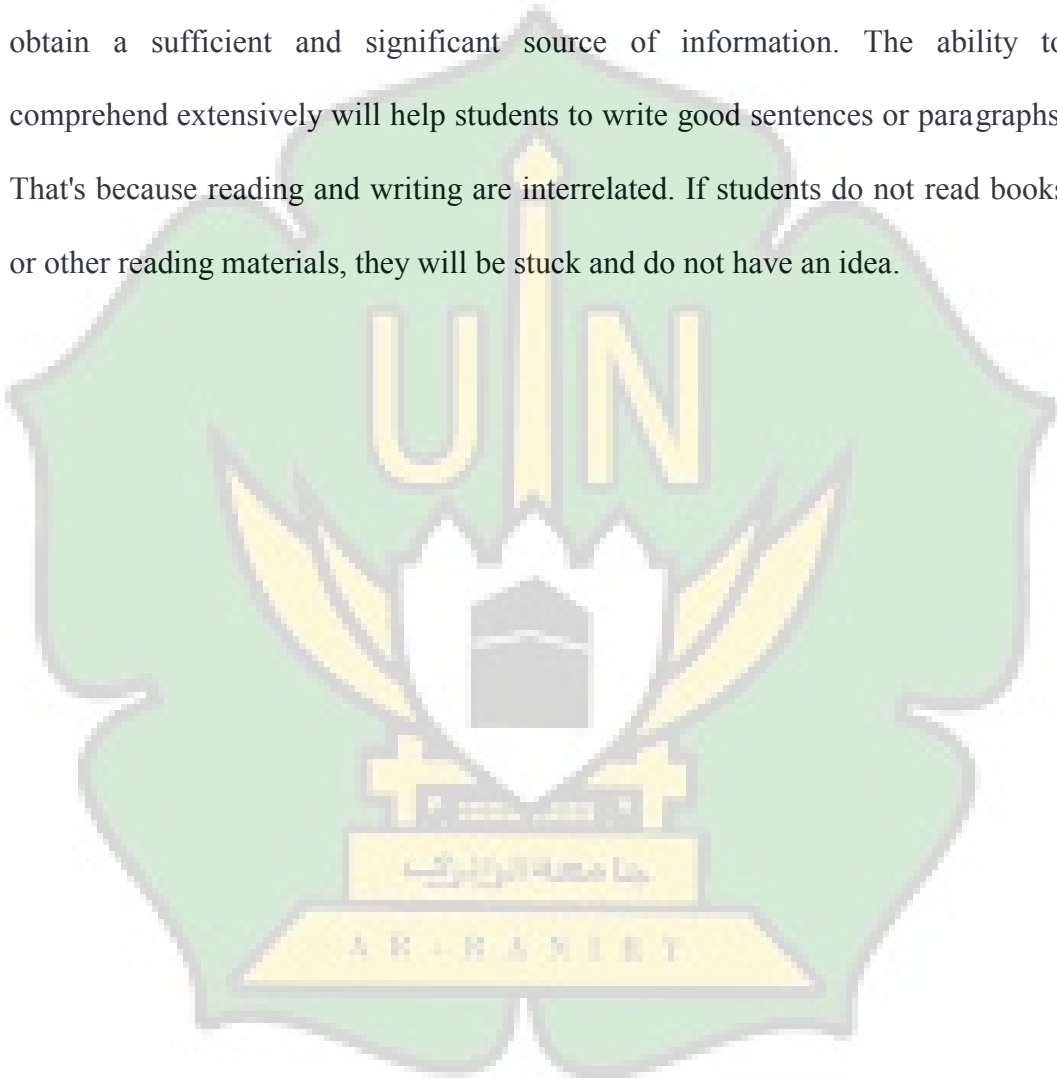 obtain a sufficient and significant source of information. The ability to
comprehend extensively will help students to write good sentences or paragraphs
That's because reading and writing are interrelated. If students do not read books
or other reading materials, they will be stuck and do not have an idea.
UIN
جامعة الرانيري
AR-RANIRY